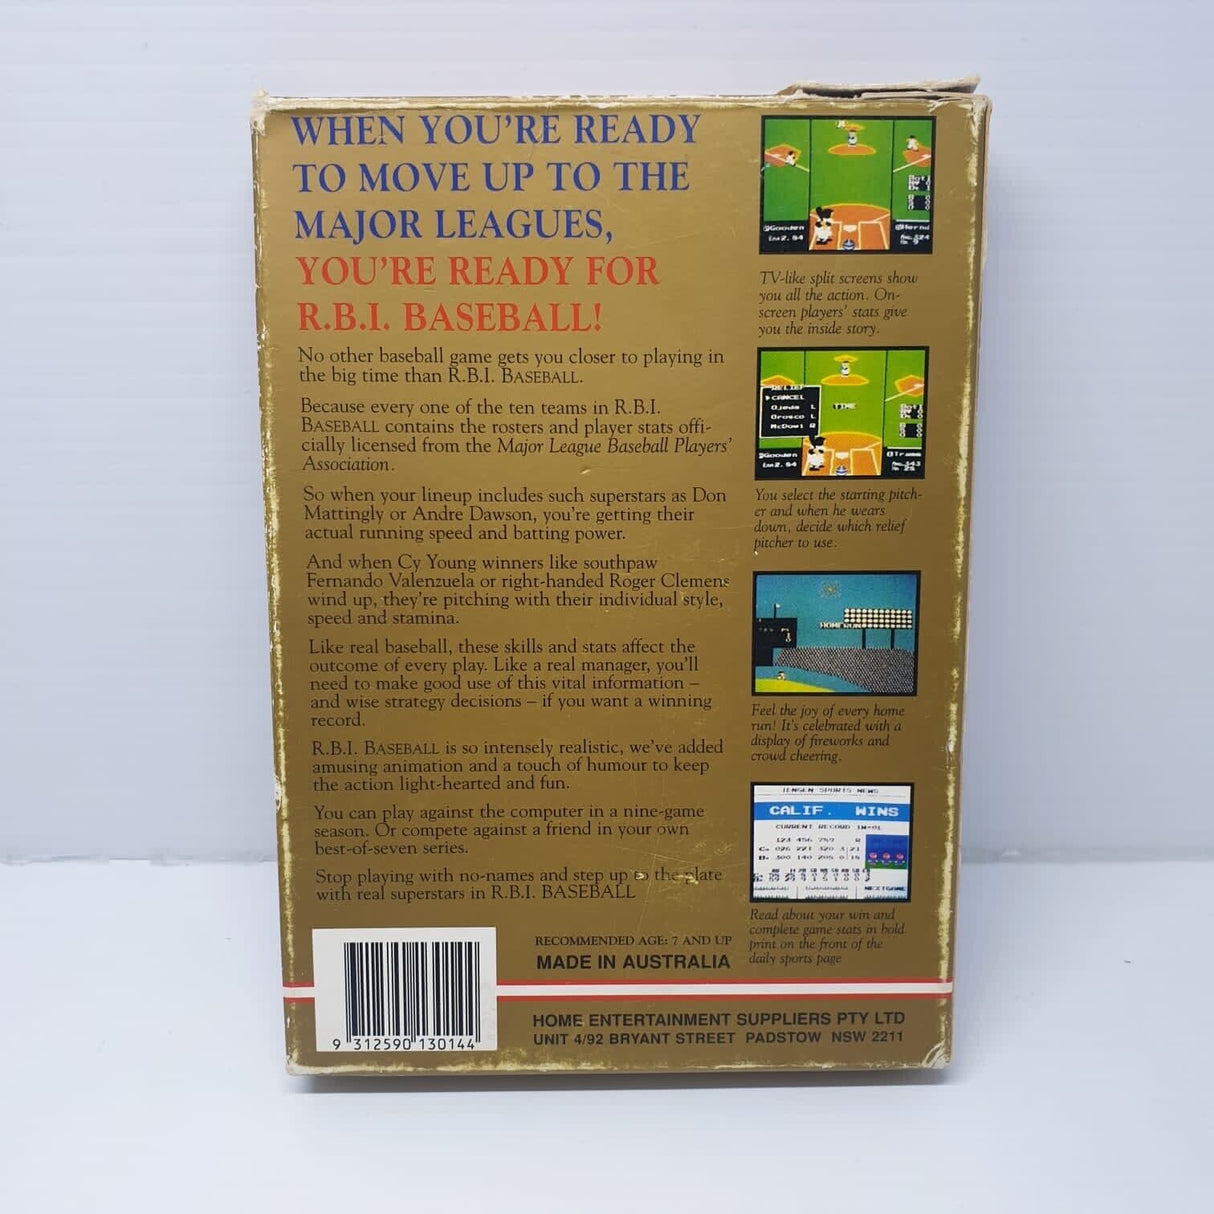 WHEN YOU'RE READY
TO MOVE UP TO THE
MAJOR LEAGUES,
YOU'RE READY FOR
R.B.I. BASEBALL!
No other baseball game gets you closer to playing in
the big time than R.B.I. BASEBALL.
Because every one of the ten teams in R.B.I.
BASEBALL contains the rosters and player stats offi-
cially licensed from the Major League Baseball Players'
Association.
So when your lineup includes such superstars as Don
Mattingly or Andre Dawson, you're getting their
actual running speed and batting power.
And when Cy Young winners like southpaw
Fernando Valenzuela or right-handed Roger Clemens
wind up, they're pitching with their individual style,
speed and stamina.
Like real baseball, these skills and stats affect the
outcome of every play. Like a real manager, you'll
need to make good use of this vital information –
and wise strategy decisions – if you want a winning
record.
R.B.I. BASEBALL is so intensely realistic, we've added
amusing animation and a touch of humour to keep
the action light-hearted and fun.
You can play against the computer in a nine-game
season. Or compete against a friend in your own
best-of-seven series.
Stop playing with no-names and step up to the plate
with real superstars in R.B.I. BASEBALL
TV-like split screens show
you all the action. On-
screen players' stats give
you the inside story.
RELIEF
CANCEL
Ojeda L
Orosco L
McDowl R
TIME
Gooden
You select the starting pitch-
er and when he wears
down, decide which relief
pitcher to use.
HOME RUN
Feel the joy of every home
run! It's celebrated with a
display of fireworks and
crowd cheering.
SPORTS NEWS
CALIF. WINS
CURRENT RECORD
NEXTGAME
Read about your win and
complete game stats in bold
print on the front of the
daily sports page
RECOMMENDED AGE: 7 AND UP
MADE IN AUSTRALIA
9 312590 130144
HOME ENTERTAINMENT SUPPLIERS PTY LTD
UNIT 4/92 BRYANT STREET PADSTOW NSW 2211